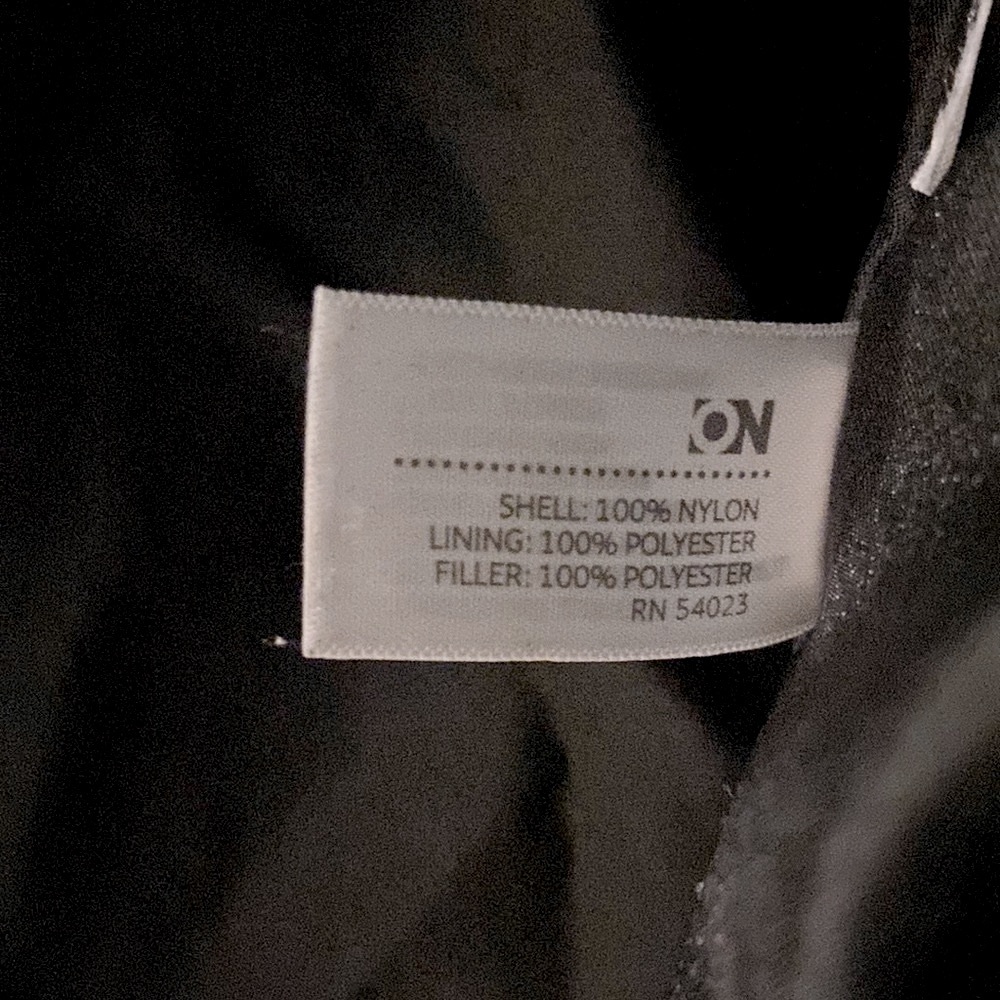 ON
SHELL: 100% NYLON
LINING: 100% POLYESTER
FILLER: 100% POLYESTER
RN 54023